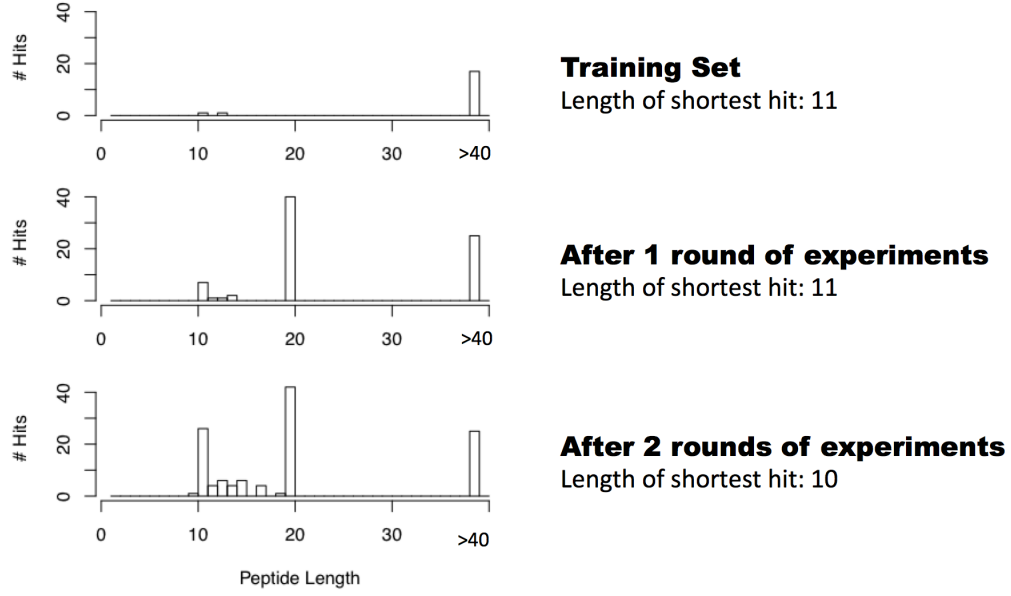 40
20
0
# Hits
0 10 20 30 >40
Training Set
Length of shortest hit: 11
40
20
0
# Hits
0 10 20 30 >40
After 1 round of experiments
Length of shortest hit: 11
40
20
0
# Hits
0 10 20 30 >40
Peptide Length
After 2 rounds of experiments
Length of shortest hit: 10